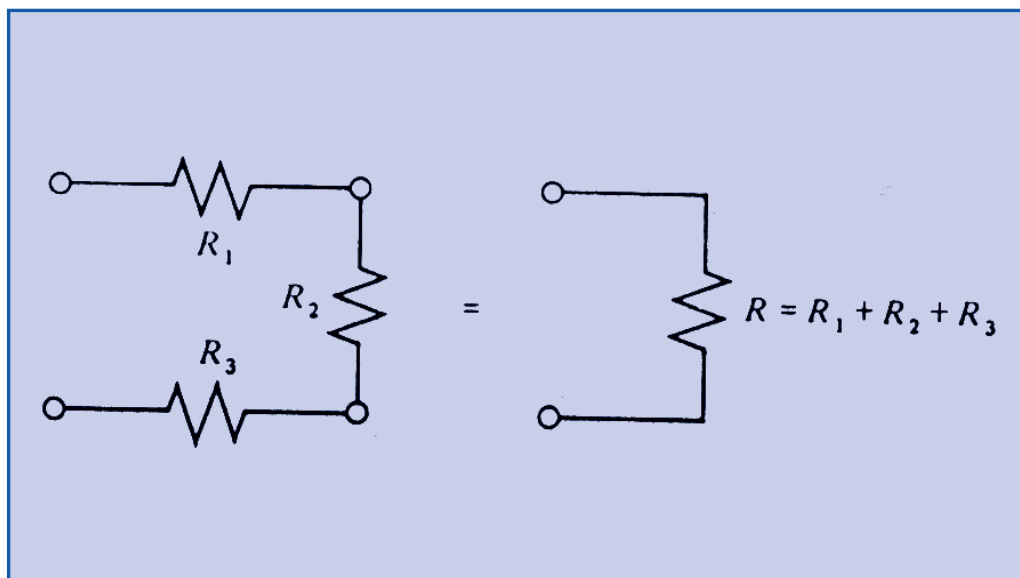 R₁
R₂
=
R = R₁ + R₂ + R₃
R₃